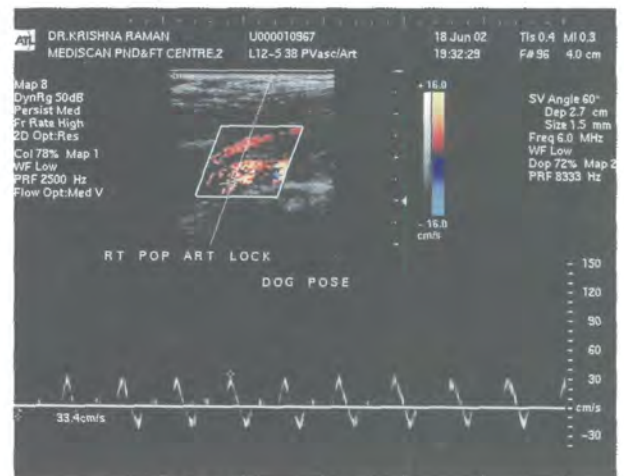 ATL
DR.KRISHNA RAMAN U000010967 18 Jun 02 TIs 0.4 MI 0.3
MEDISCAN PND&FT CENTRE,2 L12-5 38 PVasc/Art 19:32:29 F# 96 4.0 cm
Map 8
DynRg 50dB
Persist Med
Fr Rate High
2D Opt:Res
Col 78% Map 1
WF Low
PRF 2500 Hz
Flow Opt:Med V
+ 16.0
- 16.0
cm/s
SV Angle 60°
Dep 2.7 cm
Size 1.5 mm
Freq 6.0 MHz
WF Low
Dop 72% Map 2
PRF 8333 Hz
RT POP ART LOCK
DOG POSE
150
120
90
60
30
cm/s
-30
33.4cm/s